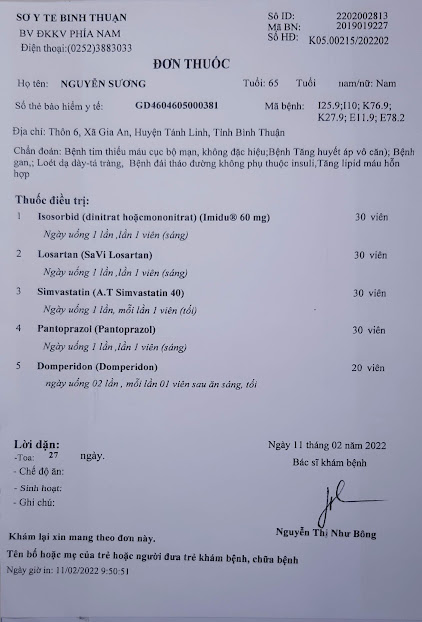 SỞ Y TẾ BÌNH THUẬN
BV ĐKKV PHÍA NAM
Điện thoại:(0252)3883033
Số ID: 2202002813
Mã BN: 2019019227
Số HĐ: K05.00215/202202
ĐƠN THUỐC
Họ tên: NGUYỄN SƯƠNG Tuổi: 65 Tuổi nam/nữ: Nam
Số thẻ bảo hiểm y tế: GD4604605000381 Mã bệnh: I25.9;I10; K76.9;
K27.9; E11.9; E78.2
Địa chỉ: Thôn 6, Xã Gia An, Huyện Tánh Linh, Tỉnh Bình Thuận
Chẩn đoán: Bệnh tim thiếu máu cục bộ mạn, không đặc hiệu;Bệnh Tăng huyết áp vô căn); Bệnh
gan,; Loét dạ dày-tá tràng, Bệnh đái tháo đường không phụ thuộc insuli,Tăng lipid máu hỗn
hợp
Thuốc điều trị:
1 Isosorbid (dinitrat hoặcmononitrat) (Imidu® 60 mg) 30 viên
Ngày uống 1 lần ,lần 1 viên (sáng)
2 Losartan (SaVi Losartan) 30 viên
Ngày uống 1 lần ,lần 1 viên (sáng)
3 Simvastatin (A.T Simvastatin 40) 30 viên
Ngày uống 1 lần, mỗi lần 1 viên (tối)
4 Pantoprazol (Pantoprazol) 30 viên
Ngày uống 1 lần ,lần 1 viên (sáng)
5 Domperidon (Domperidon) 20 viên
ngày uống 02 lần , mỗi lần 01 viên sau ăn sáng, tối
Lời dặn:
-Toa: 27 ngày.
- Chế độ ăn:
- Sinh hoạt:
- Ghi chú:
Ngày 11 tháng 02 năm 2022
Bác sĩ khám bệnh
Nguyễn Thị Như Bông
Khám lại xin mang theo đơn này.
Tên bố hoặc mẹ của trẻ hoặc người đưa trẻ khám bệnh, chữa bệnh
Ngày giờ in: 11/02/2022 9:50:51